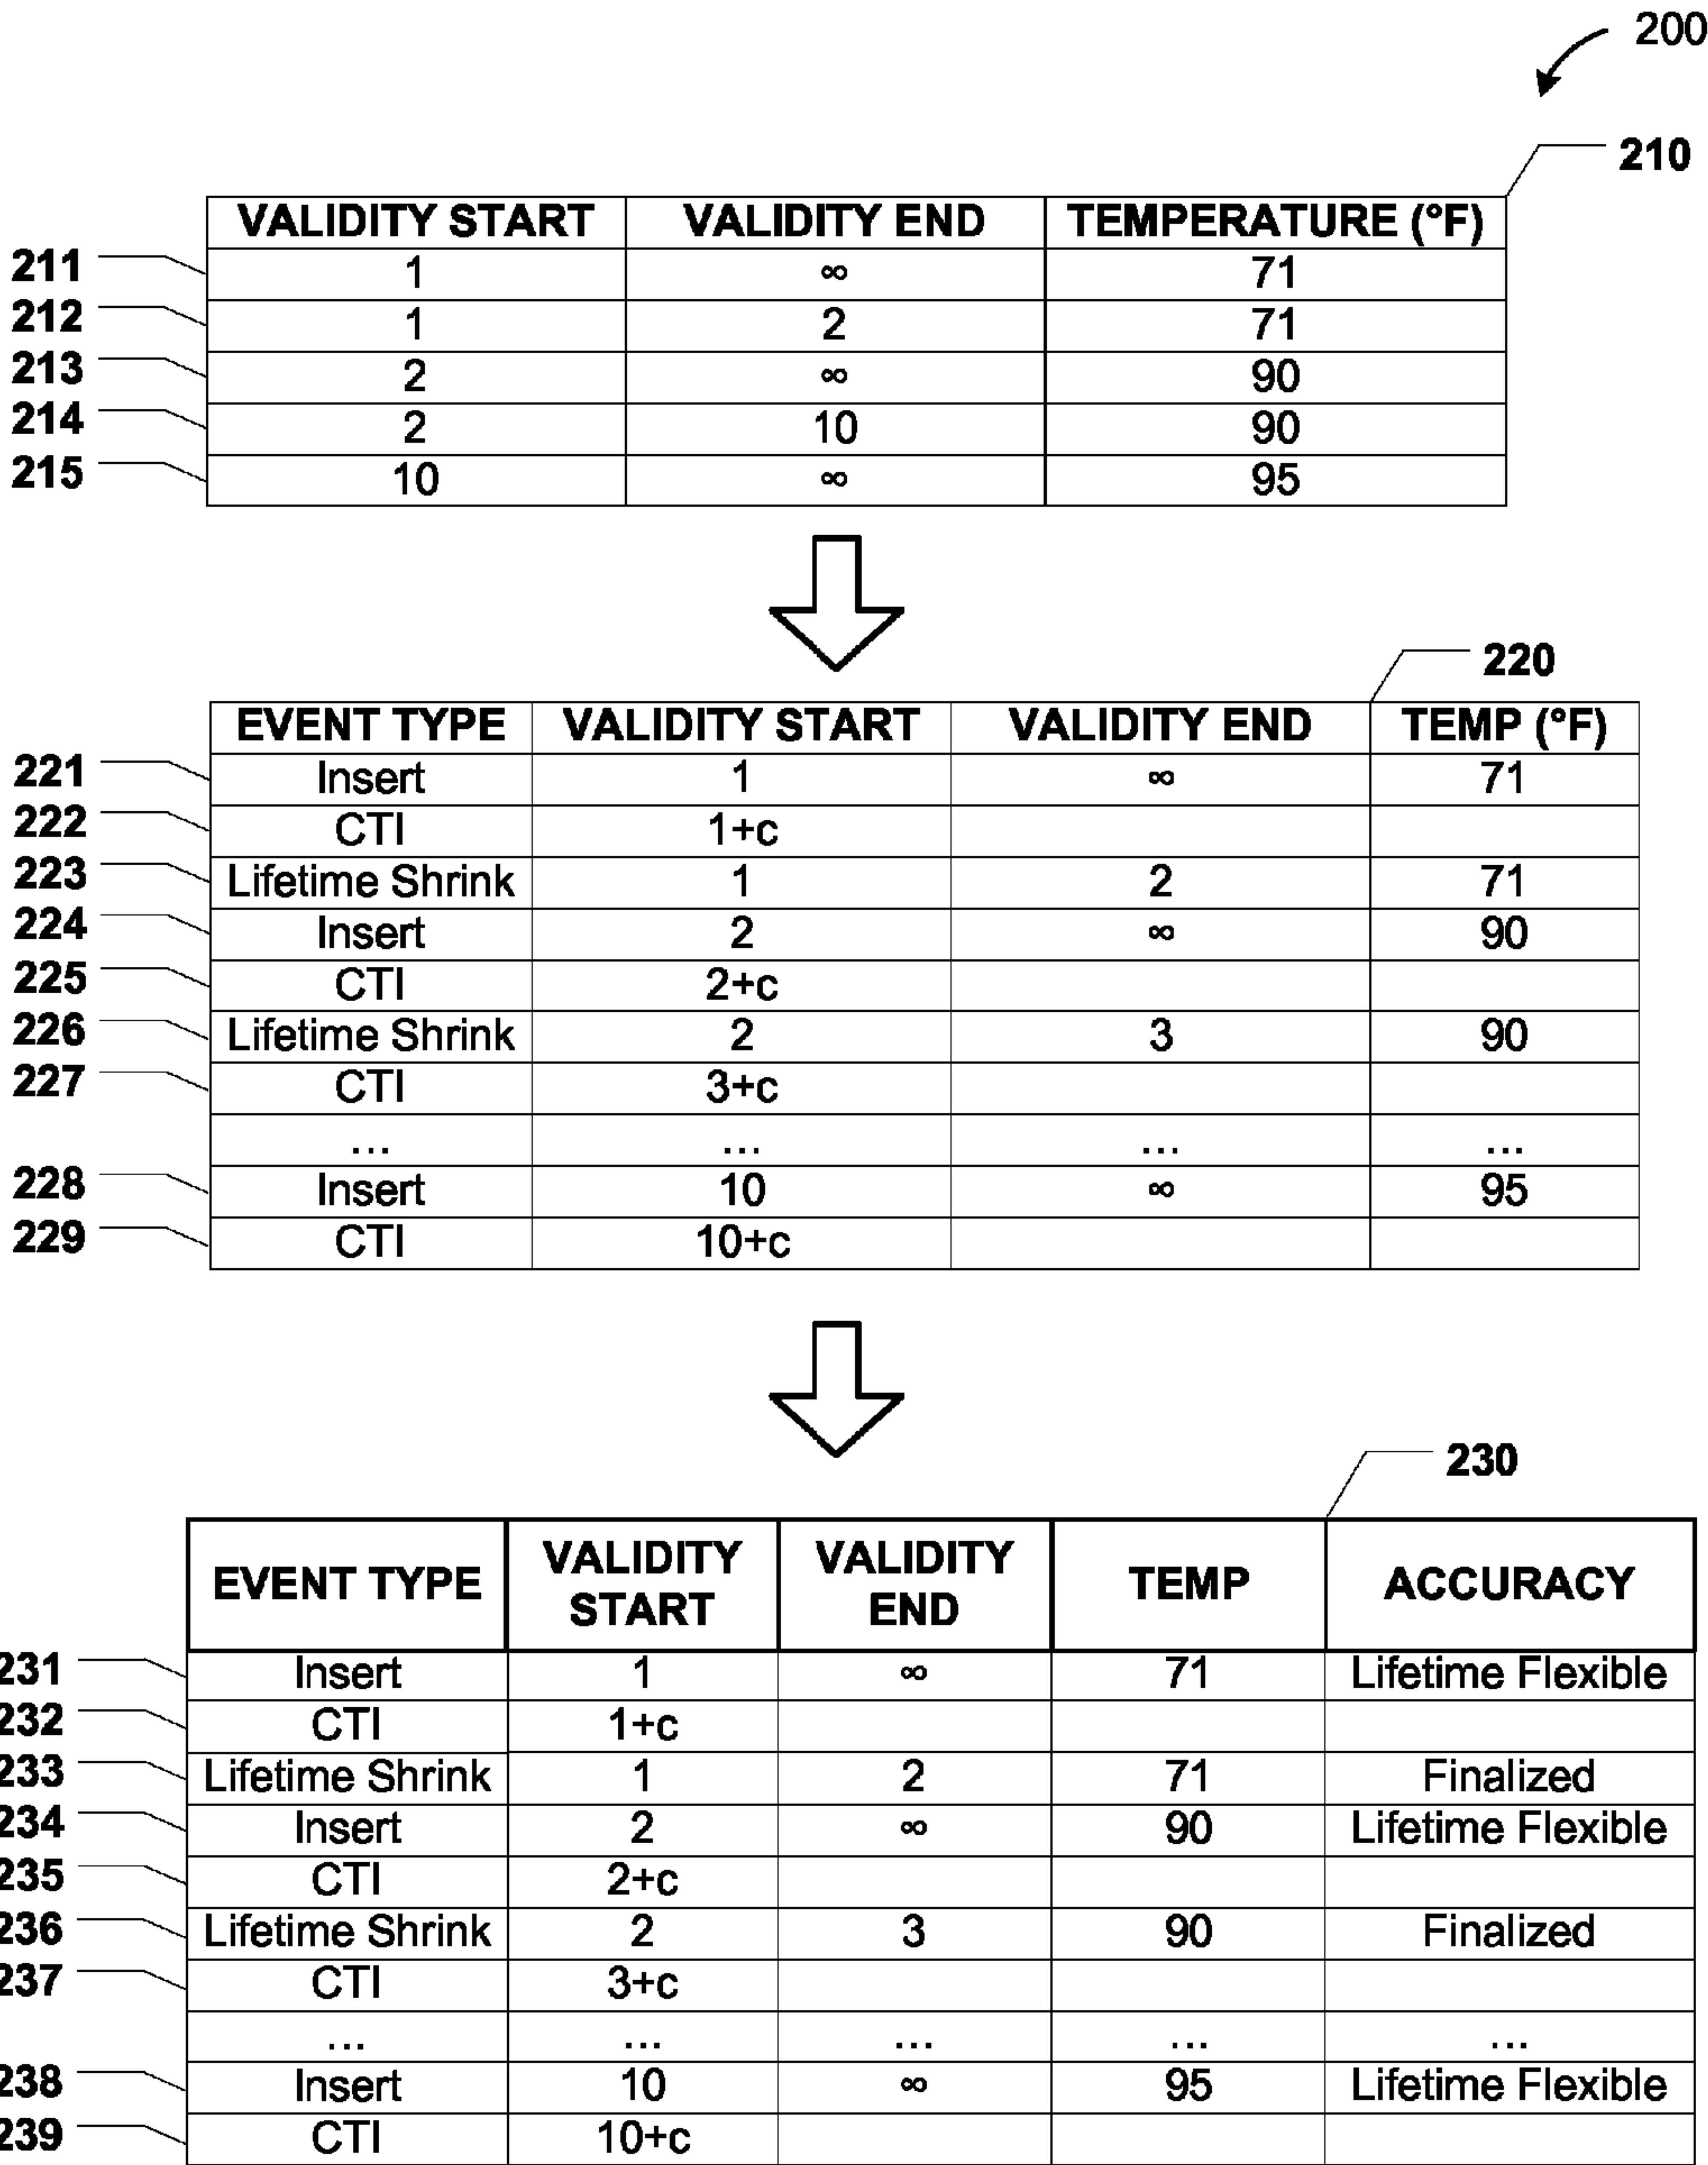 200
210
VALIDITY START VALIDITY END TEMPERATURE (°F)
211 1 ∞ 71
212 1 2 71
213 2 ∞ 90
214 2 10 90
215 10 ∞ 95
220
EVENT TYPE VALIDITY START VALIDITY END TEMP (°F)
221 Insert 1 ∞ 71
222 CTI 1+c
223 Lifetime Shrink 1 2 71
224 Insert 2 ∞ 90
225 CTI 2+c
226 Lifetime Shrink 2 3 90
227 CTI 3+c
... ... ... ...
228 Insert 10 ∞ 95
229 CTI 10+c
230
EVENT TYPE VALIDITY START VALIDITY END TEMP ACCURACY
231 Insert 1 ∞ 71 Lifetime Flexible
232 CTI 1+c
233 Lifetime Shrink 1 2 71 Finalized
234 Insert 2 ∞ 90 Lifetime Flexible
235 CTI 2+c
236 Lifetime Shrink 2 3 90 Finalized
237 CTI 3+c
... ... ... ... ...
238 Insert 10 ∞ 95 Lifetime Flexible
239 CTI 10+c